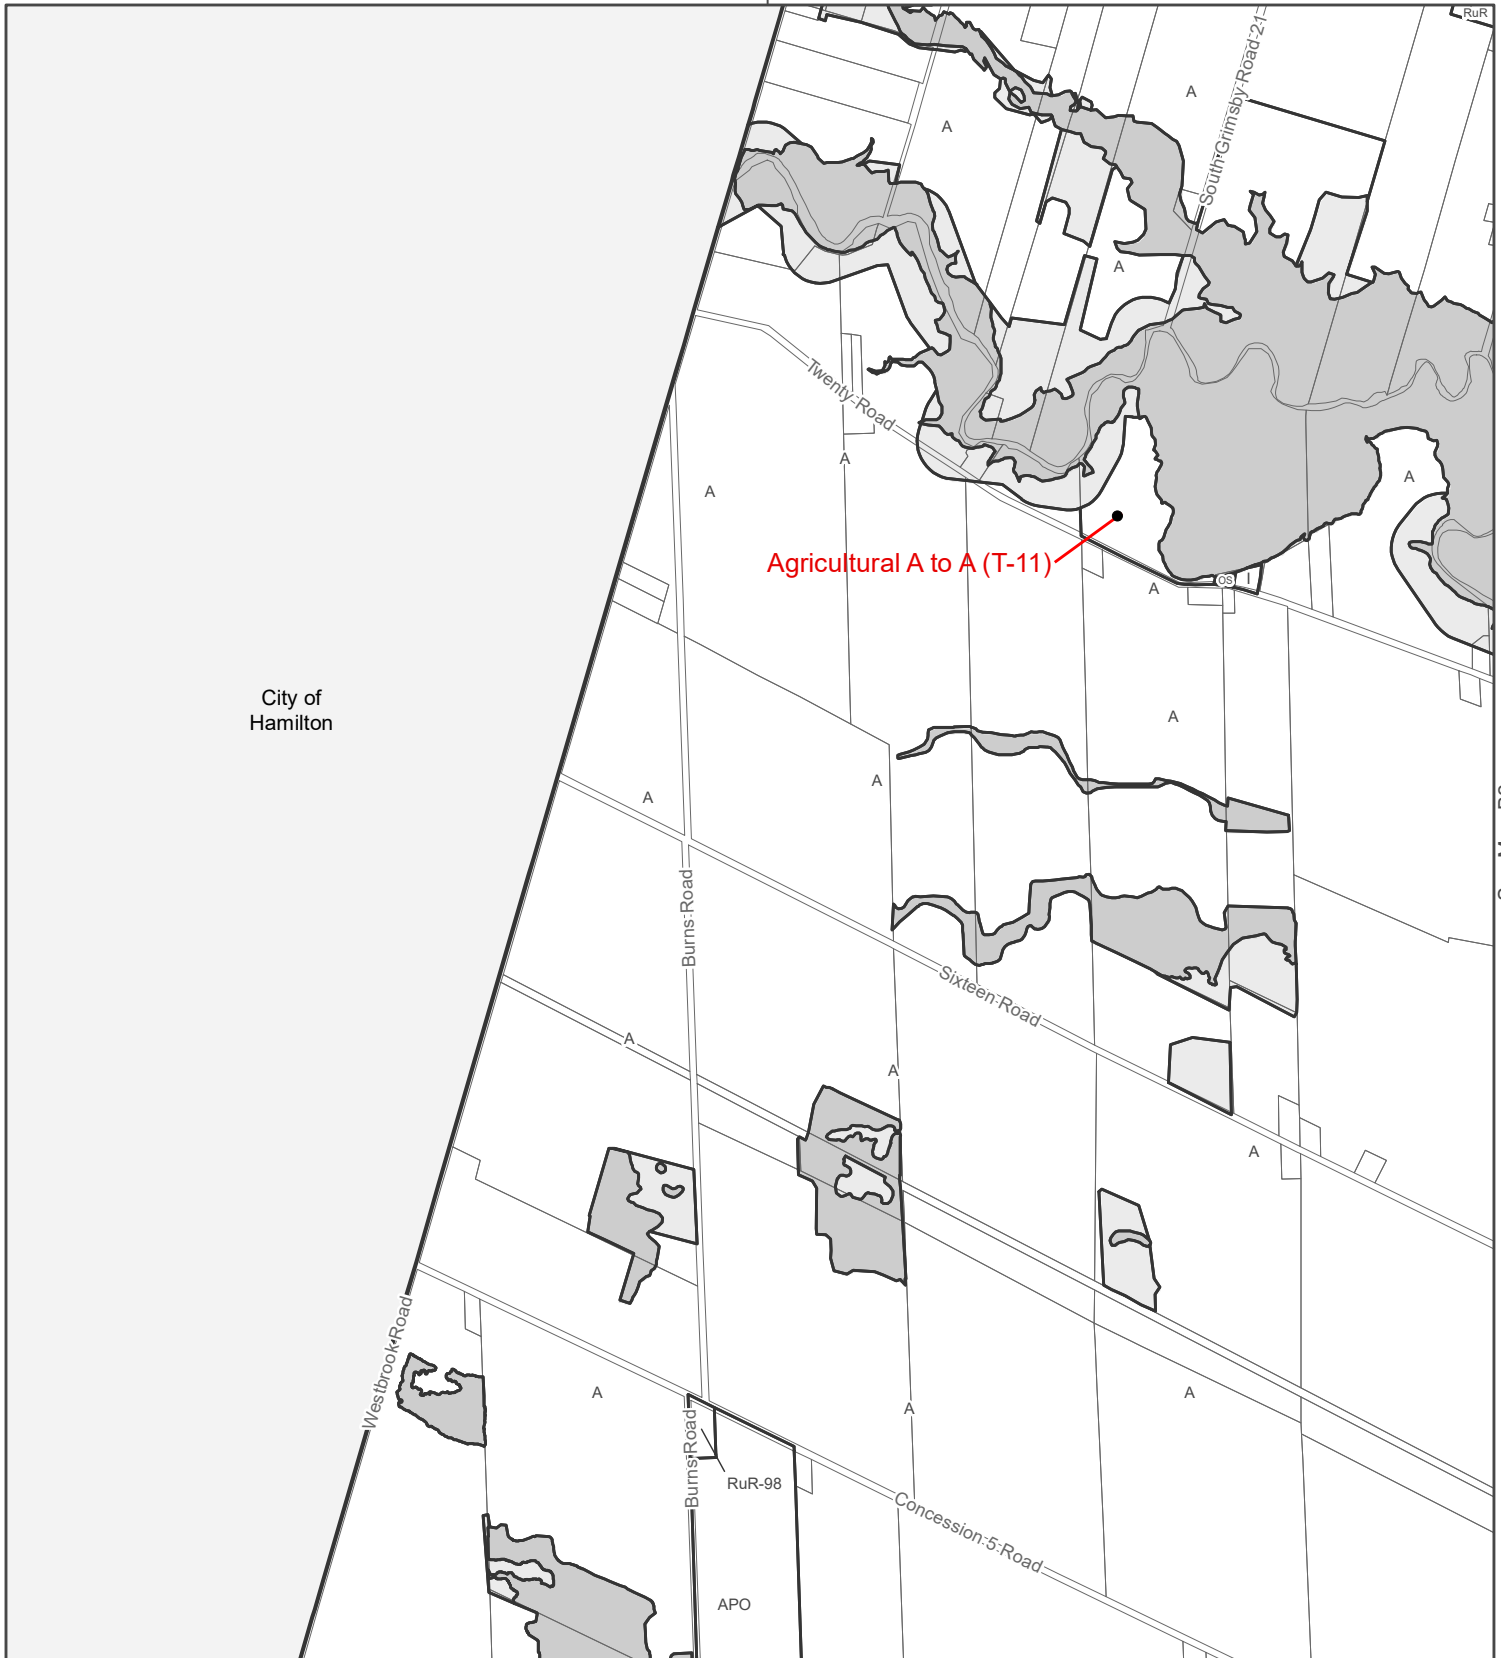 RuR
A
South Grimsby Road 21
A
A
Twenty Road
A
A
A
Agricultural A to A (T-11)
OS
I
A
City of
Hamilton
A
A
A
Burns Road
Sixteen Road
A
A
A
Westbrook Road
A
A
A
Burns Road
RuR-98
Concession 5 Road
APO